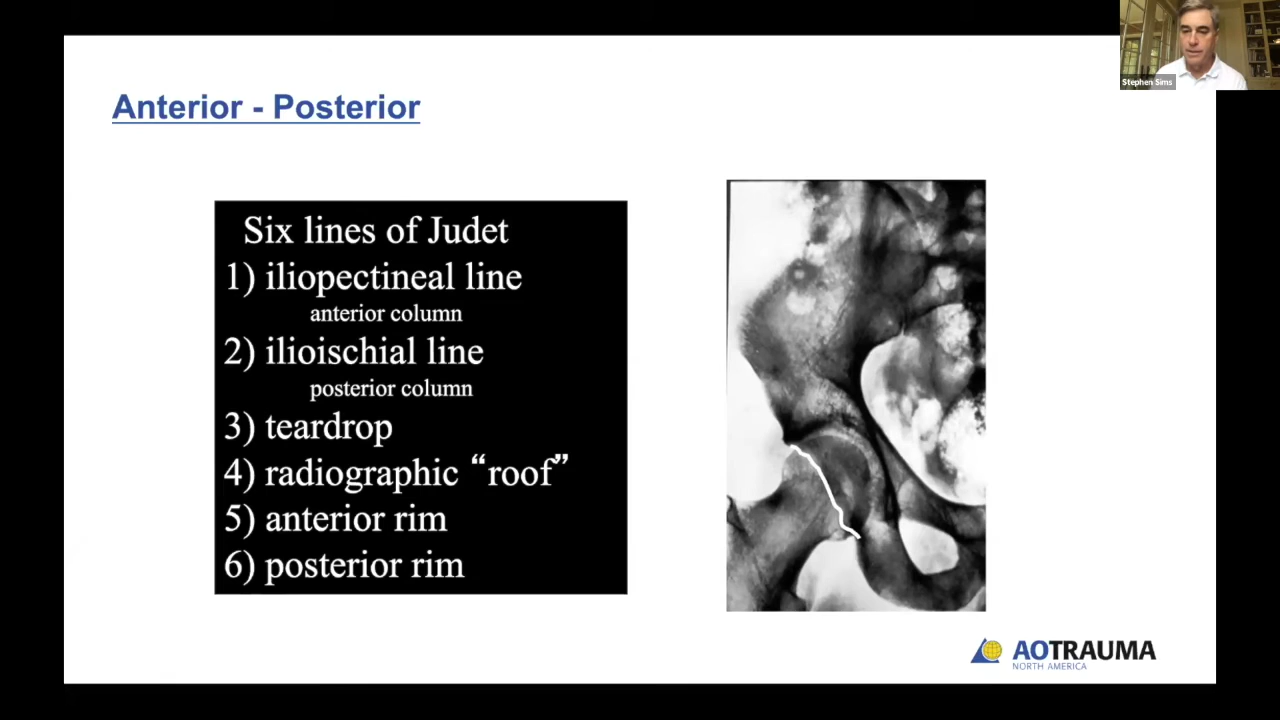 Stephen Sims
Anterior - Posterior
Six lines of Judet
1) iliopectineal line
anterior column
2) ilioischial line
posterior column
3) teardrop
4) radiographic “roof”
5) anterior rim
6) posterior rim
AOTRAUMA
NORTH AMERICA